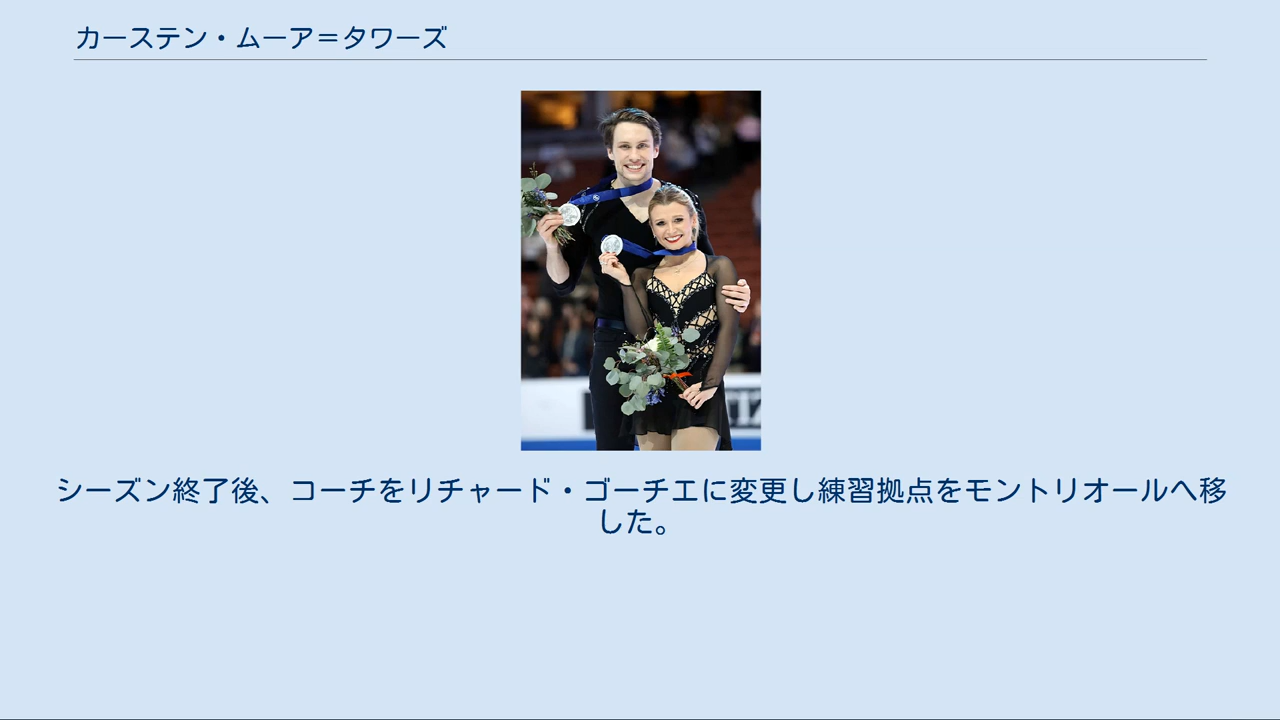 カーステン・ムーア＝タワーズ
シーズン終了後、コーチをリチャード・ゴーチエに変更し練習拠点をモントリオールへ移
した。